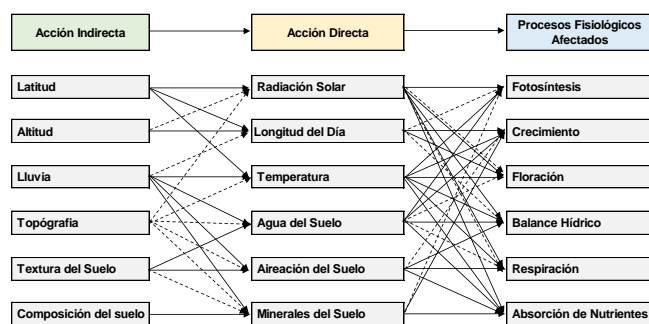 Acción Indirecta
Acción Directa
Procesos Fisiológicos
Afectados
Latitud
Radiación Solar
Fotosíntesis
Altitud
Longitud del Día
Crecimiento
Lluvia
Temperatura
Floración
Topógrafia
Agua del Suelo
Balance Hídrico
Textura del Suelo
Aireación del Suelo
Respiración
Composición del suelo
Minerales del Suelo
Absorción de Nutrientes